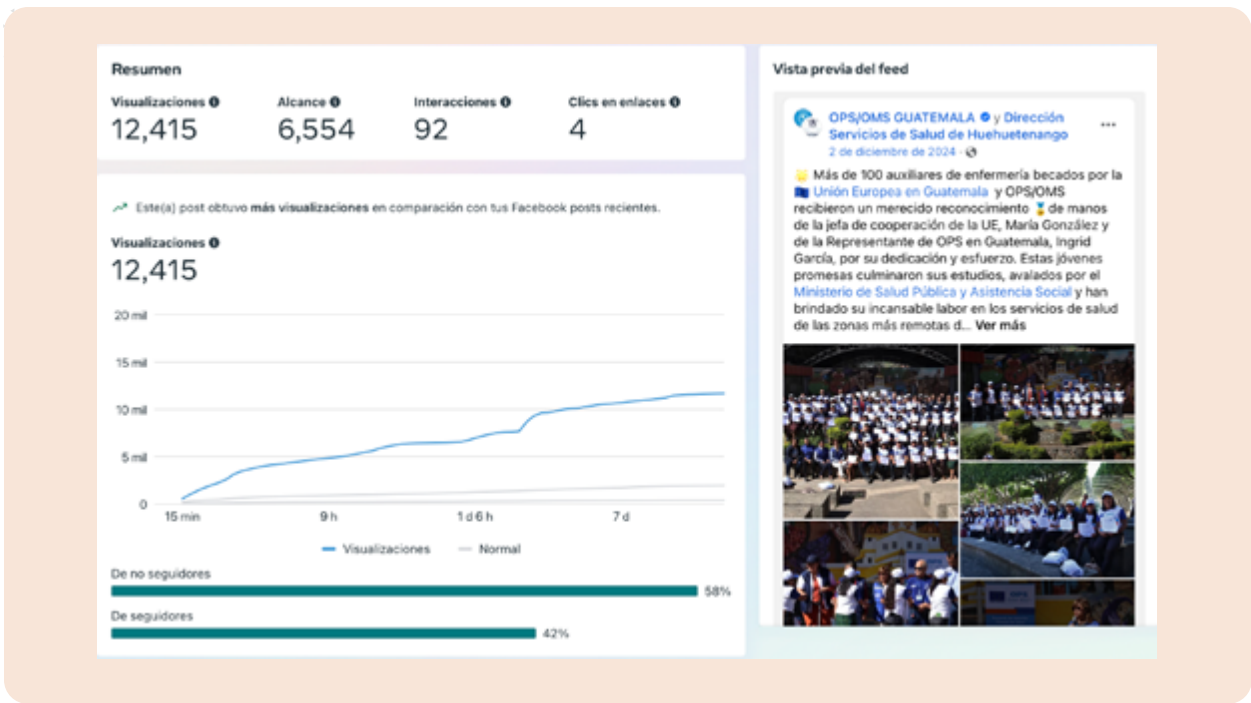 Resumen
Visualizaciones Alcance Interacciones Clics en enlaces
12,415 6,554 92 4
Este(a) post obtuvo más visualizaciones en comparación con tus Facebook posts recientes.
Visualizaciones
12,415
20 mil
15 mil
10 mil
5 mil
0
15 min 9 h 1 d 6 h 7 d
Visualizaciones Normal
De no seguidores
58%
De seguidores
42%
Vista previa del feed
OPS/OMS GUATEMALA y Dirección
Servicios de Salud de Huehuetenango
2 de diciembre de 2024 ·
Más de 100 auxiliares de enfermería becados por la
Unión Europea en Guatemala y OPS/OMS
recibieron un merecido reconocimiento de manos
de la jefa de cooperación de la UE, María González y
de la Representante de OPS en Guatemala, Ingrid
García, por su dedicación y esfuerzo. Estas jóvenes
promesas culminaron sus estudios, avalados por el
Ministerio de Salud Pública y Asistencia Social y han
brindado su incansable labor en los servicios de salud
de las zonas más remotas d... Ver más